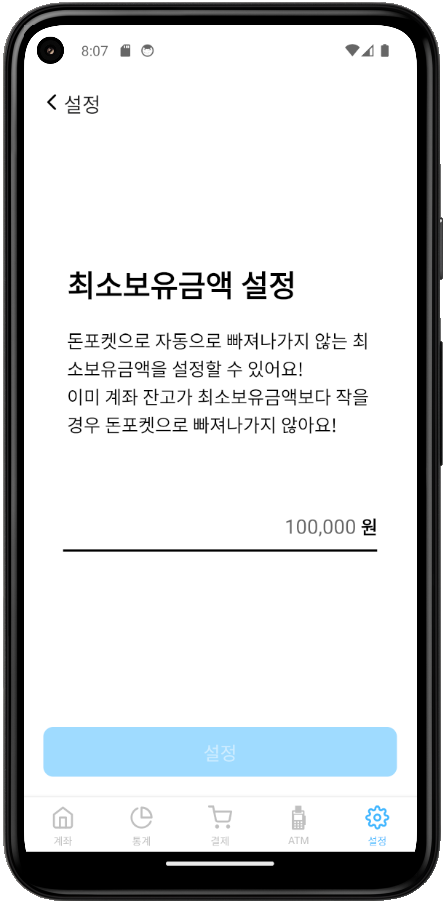 8:07
설정
최소보유금액 설정
돈포켓으로 자동으로 빠져나가지 않는 최
소보유금액을 설정할 수 있어요!
이미 계좌 잔고가 최소보유금액보다 작을
경우 돈포켓으로 빠져나가지 않아요!
100,000 원
설정
계좌 통계 결제 ATM 설정